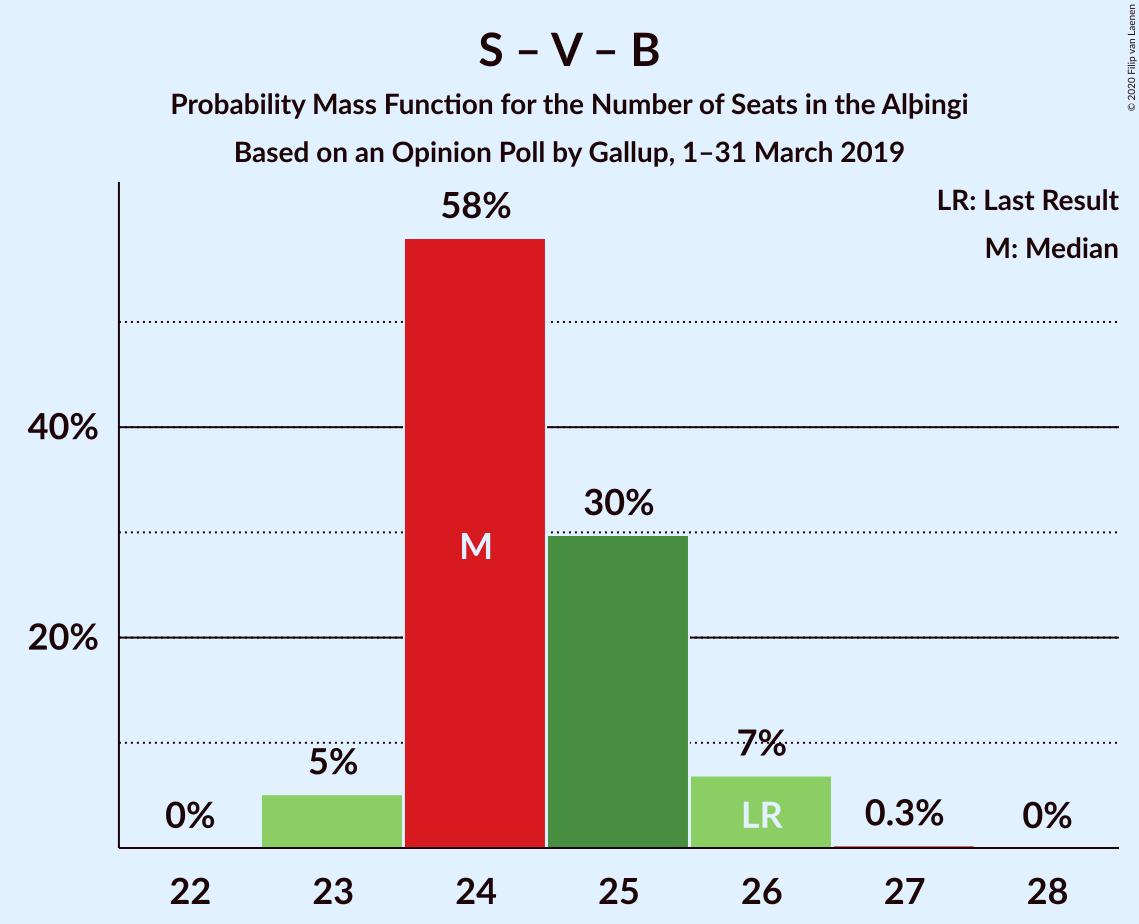 S – V – B
Probability Mass Function for the Number of Seats in the Alþingi
Based on an Opinion Poll by Gallup, 1–31 March 2019
© 2020 Filip van Laenen
LR: Last Result
M: Median
58%
40%
30%
M
20%
7%
5%
0%
LR
0.3%
0%
22 23 24 25 26 27 28